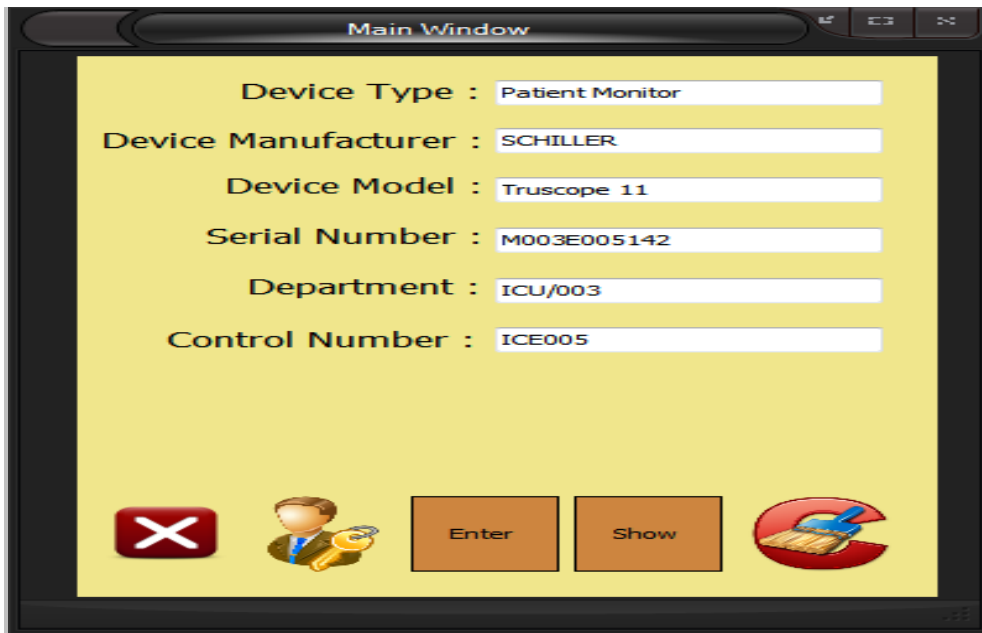 Main Window
Device Type : Patient Monitor
Device Manufacturer : SCHILLER
Device Model : Truscope 11
Serial Number : M003E005142
Department : ICU/003
Control Number : ICE005
Enter Show